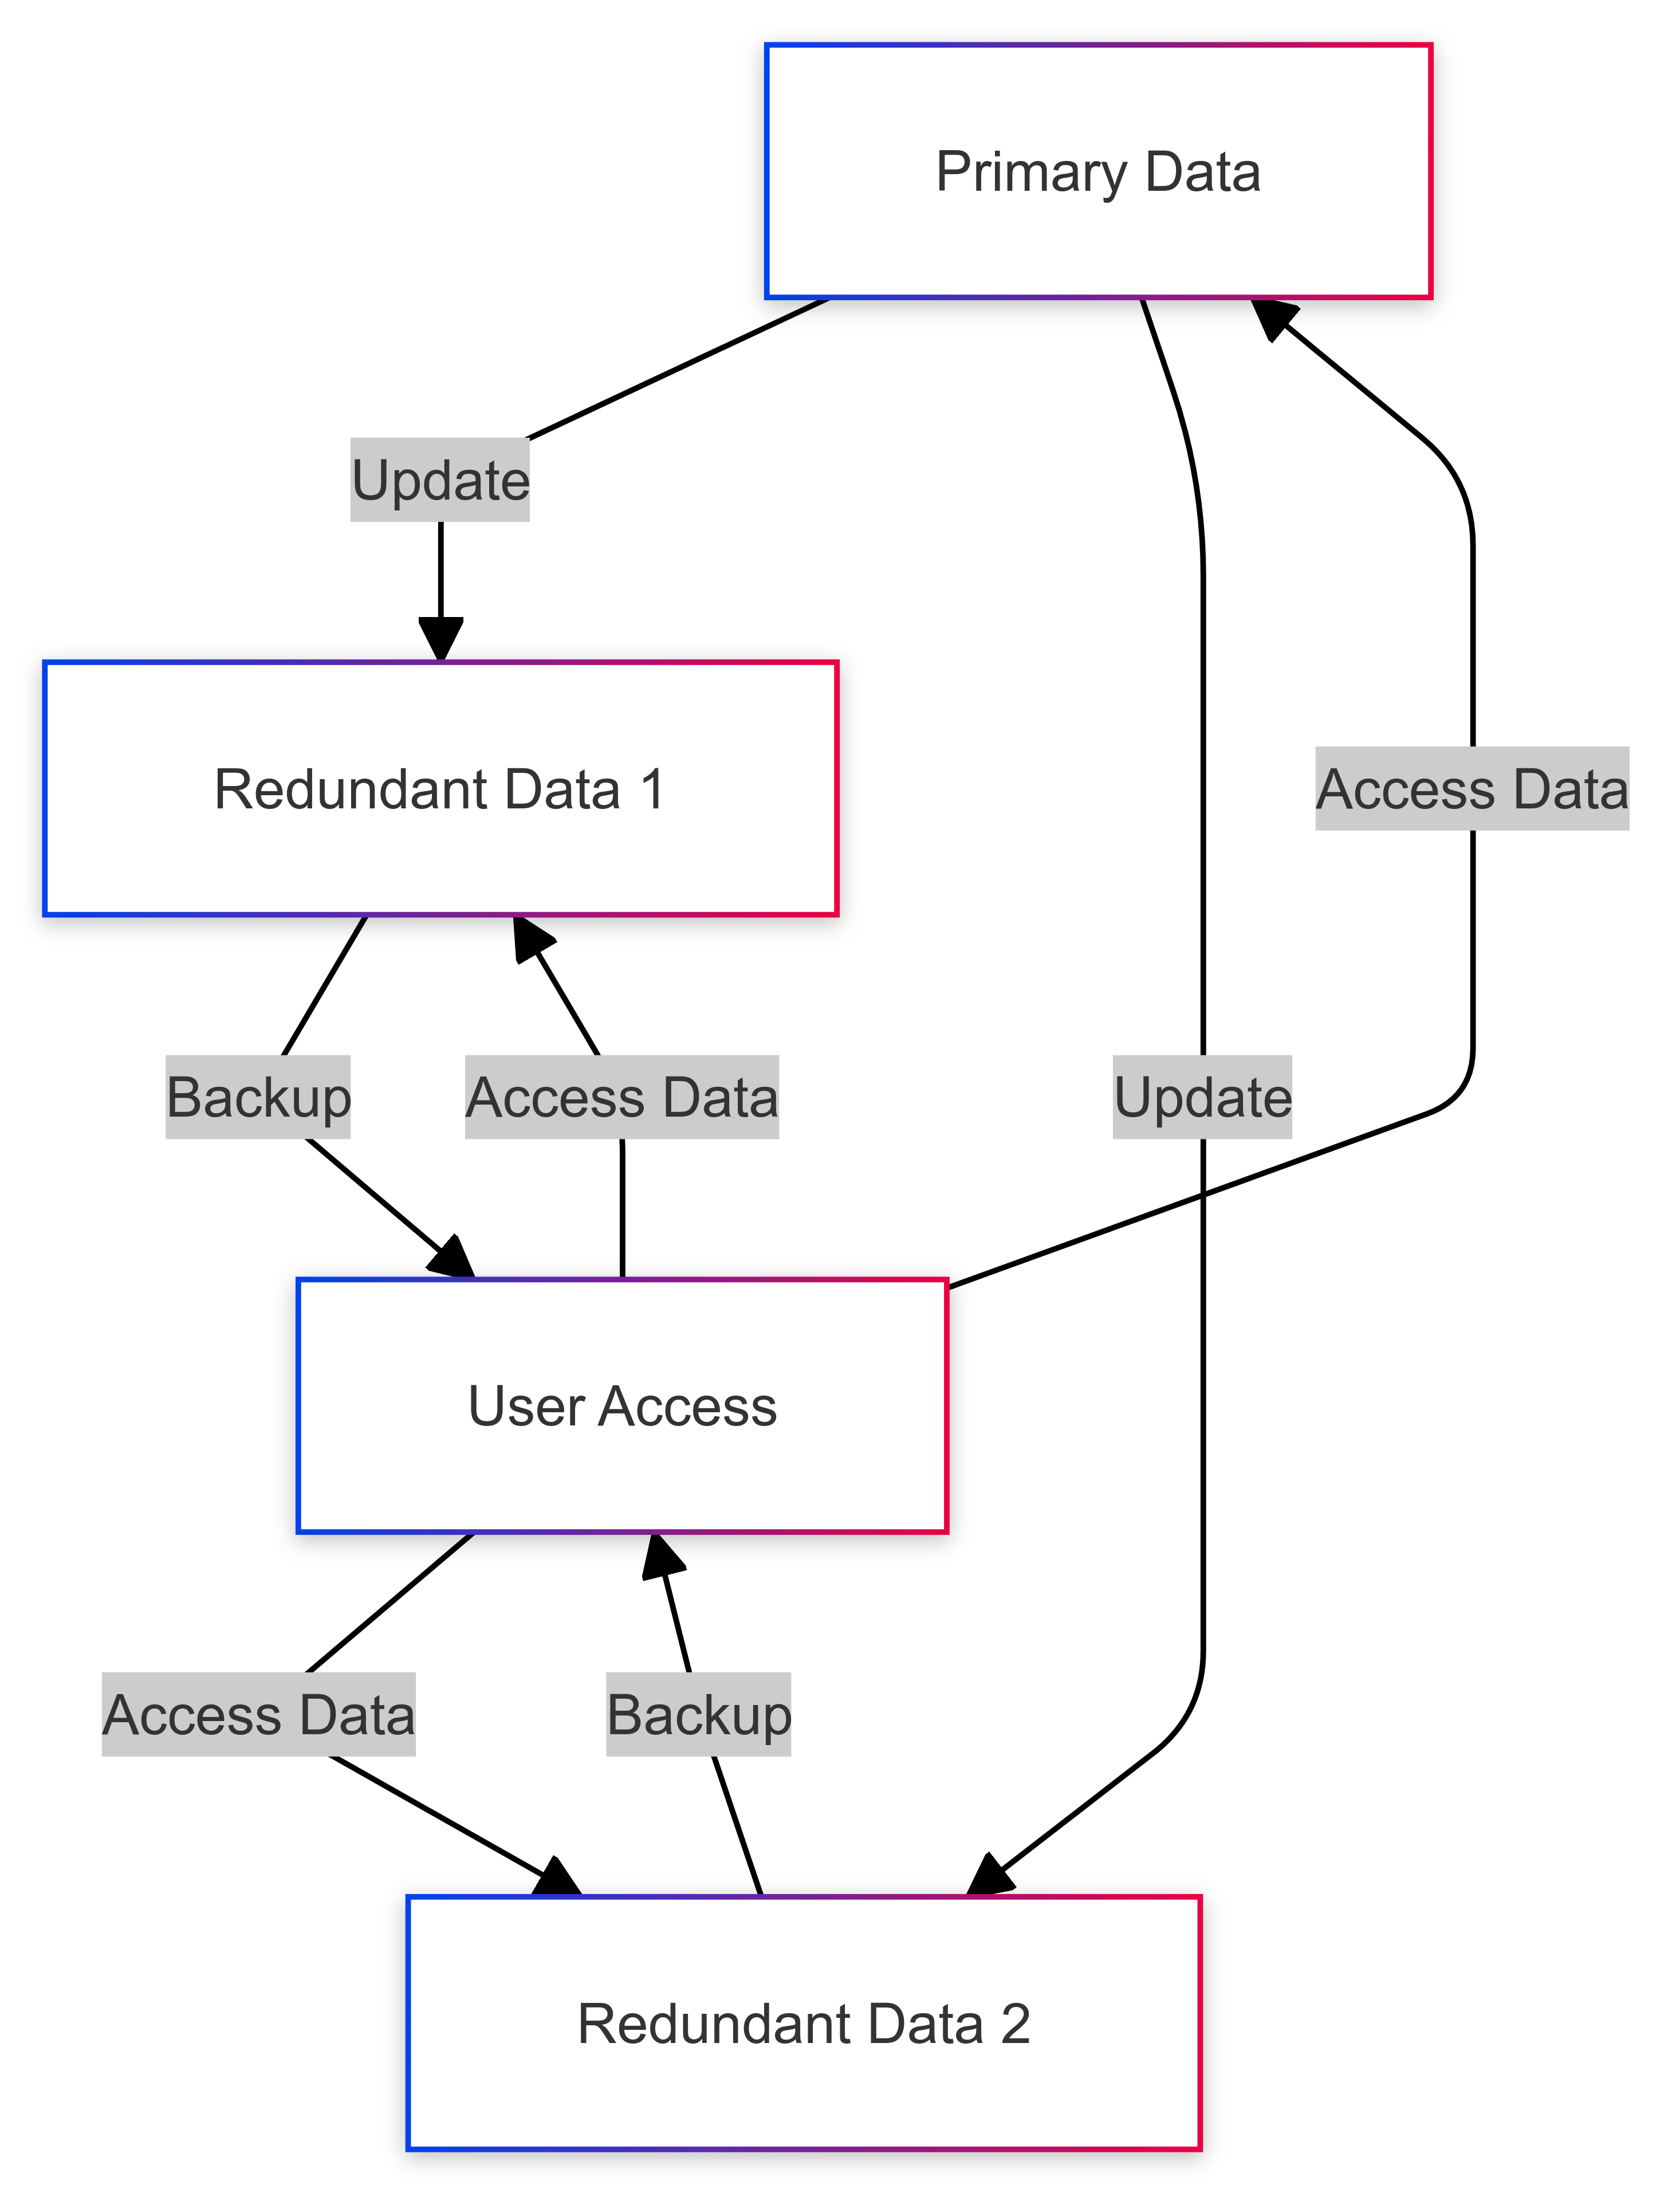 Primary Data
Update
Redundant Data 1
Access Data
Backup
Access Data
Update
User Access
Access Data
Backup
Redundant Data 2